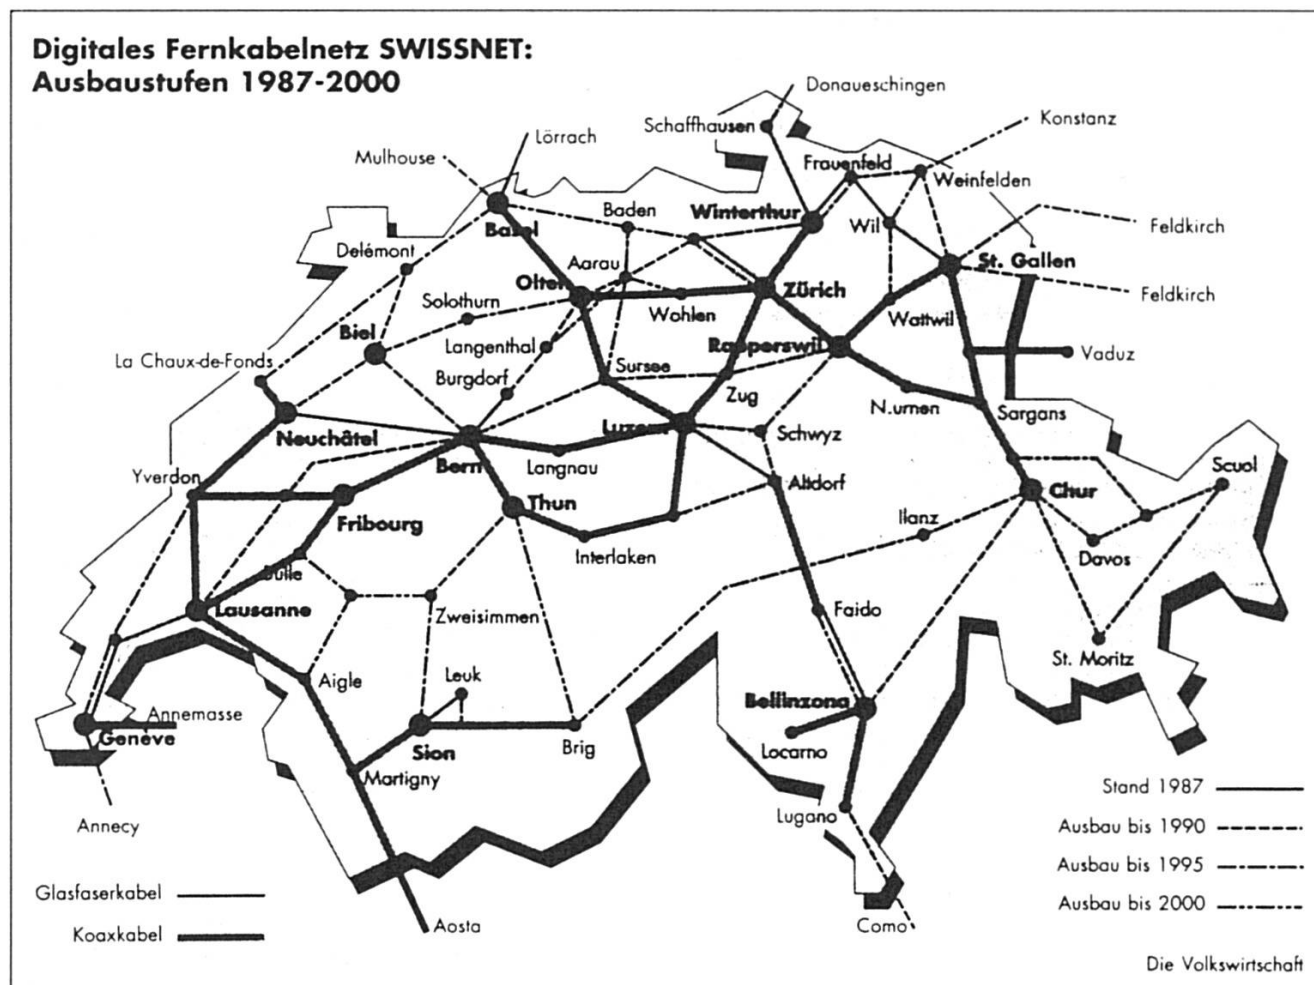 Digitales Fernkabelnetz SWISSNET:
Ausbaustufen 1987-2000
Donaueschingen
Schaffhausen
Konstanz
Lörrach
Mulhouse
Frauenfeld
Weinfelden
Baden
Winterthur
Basel
Wil
Feldkirch
Delémont
Aarau
St. Gallen
Olten
Zürich
Feldkirch
Solothurn
Wohlen
Wattwil
Biel
Langenthal
Rapperswil
Vaduz
La Chaux-de-Fonds
Sursee
Burgdorf
Zug
N.urnen
Sargans
Neuchâtel
Luzern
Schwyz
Bern
Langnau
Yverdon
Altdorf
Scuol
Thun
Chur
Fribourg
Ilanz
Interlaken
Davos
Bulle
Lausanne
Zweisimmen
Faido
St. Moritz
Aigle
Leuk
Bellinzona
Annemasse
Genève
Sion
Brig
Locarno
Martigny
Lugano
Annecy
Aosta
Como
Stand 1987
Ausbau bis 1990
Ausbau bis 1995
Ausbau bis 2000
Glasfaserkabel
Koaxkabel
Die Volkswirtschaft